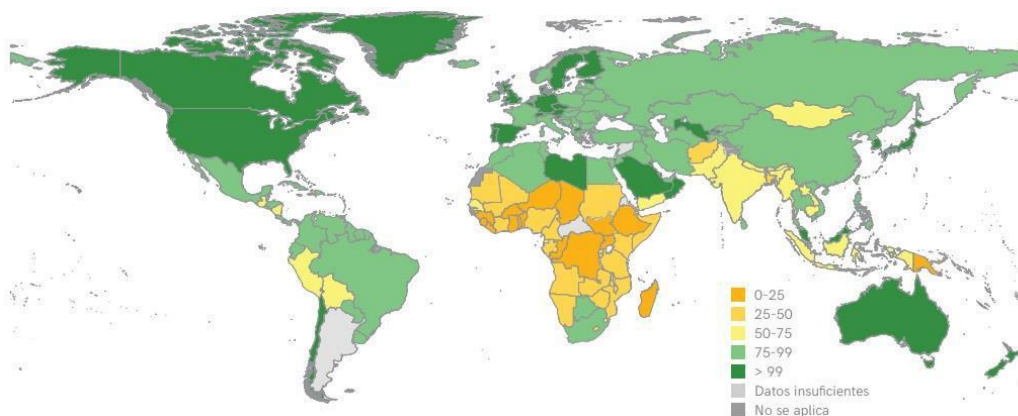 0-25
25-50
50-75
75-99
> 99
Datos insuficientes
No se aplica